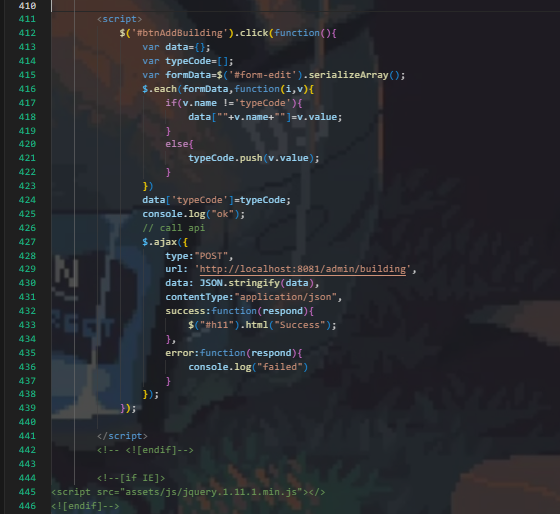 410
411 <script>
412 $('#btnAddBuilding').click(function(){
413 var data={};
414 var typeCode=[];
415 var formData=$('#form-edit').serializeArray();
416 $.each(formData,function(i,v){
417 if(v.name !='typeCode'){
418 data[""+v.name+""]=v.value;
419 }
420 else{
421 typeCode.push(v.value);
422 }
423 })
424 data['typeCode']=typeCode;
425 console.log("ok");
426 // call api
427 $.ajax({
428 type:"POST",
429 url: 'http://localhost:8081/admin/building',
430 data: JSON.stringify(data),
431 contentType:"application/json",
432 success:function(respond){
433 $("#h11").html("Success");
434 },
435 error:function(respond){
436 console.log("failed")
437 }
438 });
439 });
440
441 </script>
442 <!-- <![endif]-->
443
444 <!--[if IE]>
445 <script src="assets/js/jquery.1.11.1.min.js"></>
446 <![endif]-->